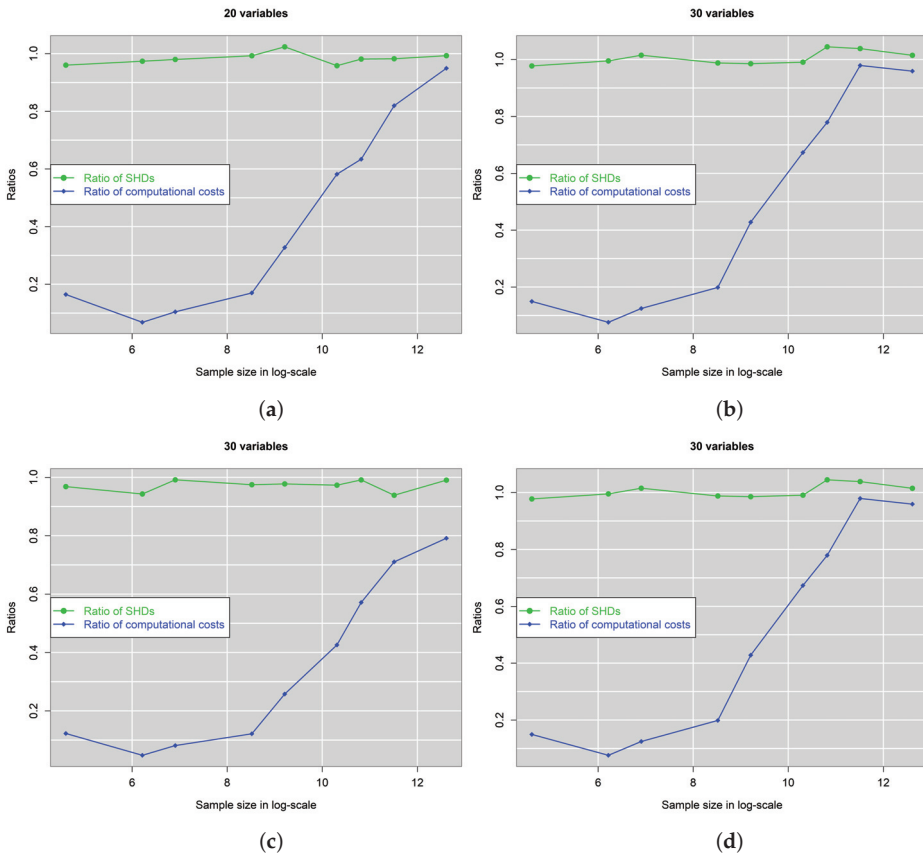 20 variables
Ratios
1.0
0.8
0.6
0.4
0.2
Ratio of SHDs
Ratio of computational costs
6 8 10 12
Sample size in log-scale
(a)
30 variables
Ratios
1.0
0.8
0.6
0.4
0.2
Ratio of SHDs
Ratio of computational costs
6 8 10 12
Sample size in log-scale
(b)
30 variables
Ratios
1.0
0.8
0.6
0.4
0.2
Ratio of SHDs
Ratio of computational costs
6 8 10 12
Sample size in log-scale
(c)
30 variables
Ratios
1.0
0.8
0.6
0.4
0.2
Ratio of SHDs
Ratio of computational costs
6 8 10 12
Sample size in log-scale
(d)